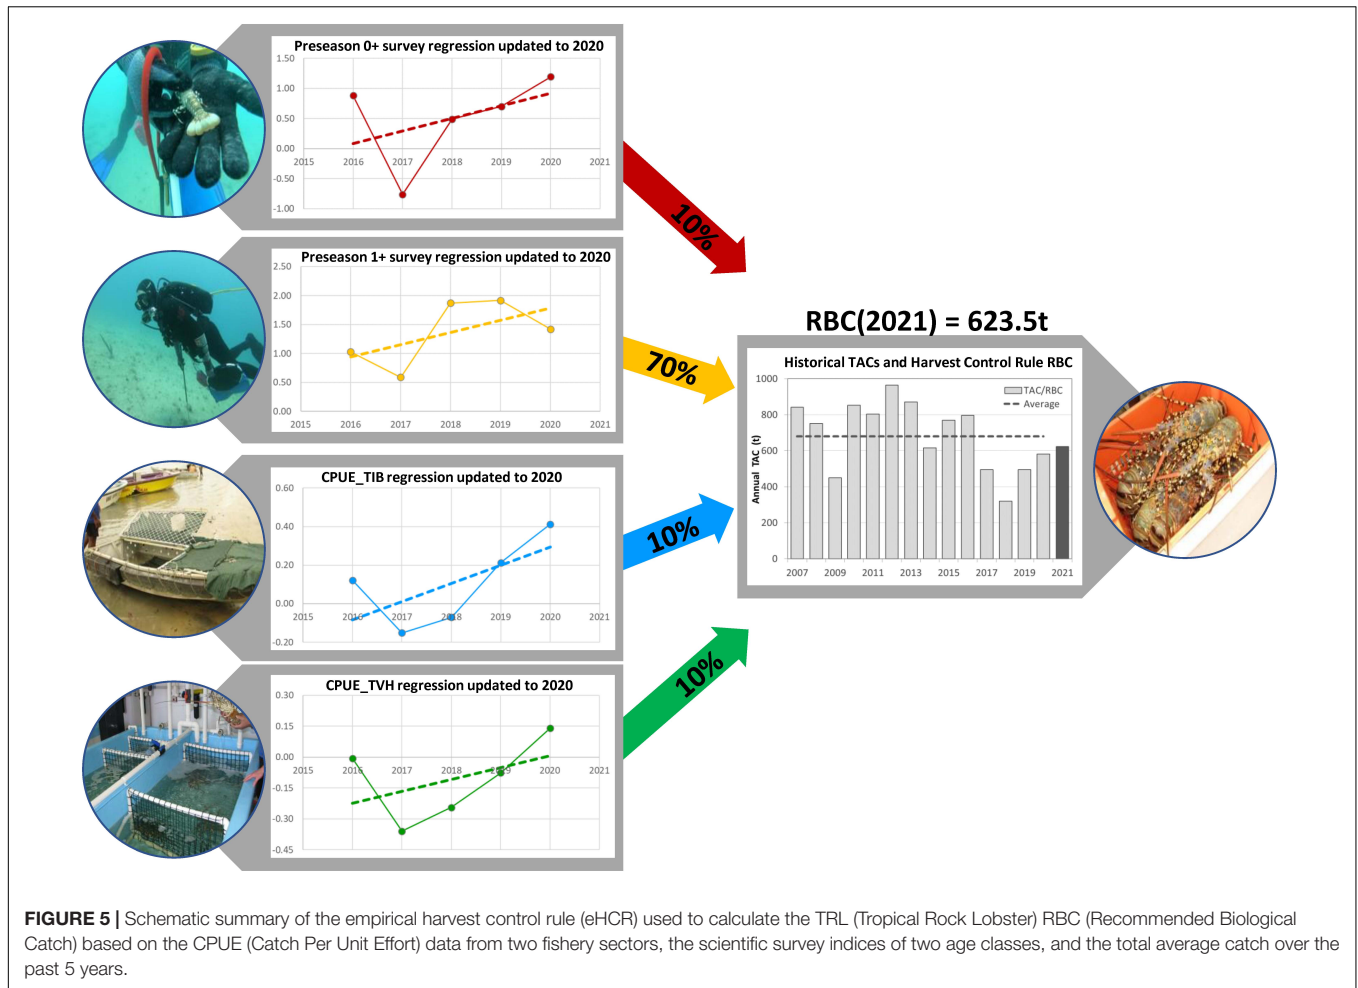 Preseason 0+ survey regression updated to 2020
1.50
1.00
0.50
0.00
-0.50
-1.00
2015 2016 2017 2018 2019 2020 2021
10%
Preseason 1+ survey regression updated to 2020
2.50
2.00
1.50
1.00
0.50
0.00
2015 2016 2017 2018 2019 2020 2021
70%
CPUE_TIB regression updated to 2020
0.60
0.40
0.20
0.00
-0.20
2015 2016 2017 2018 2019 2020 2021
10%
CPUE_TVH regression updated to 2020
0.30
0.15
0.00
-0.15
-0.30
-0.45
2015 2016 2017 2018 2019 2020 2021
10%
RBC(2021) = 623.5t
Historical TACs and Harvest Control Rule RBC
Annual TAC (t)
1000
800
600
400
200
0
TAC/RBC
Average
2007 2009 2011 2013 2015 2017 2019 2021
FIGURE 5 | Schematic summary of the empirical harvest control rule (eHCR) used to calculate the TRL (Tropical Rock Lobster) RBC (Recommended Biological
Catch) based on the CPUE (Catch Per Unit Effort) data from two fishery sectors, the scientific survey indices of two age classes, and the total average catch over the
past 5 years.